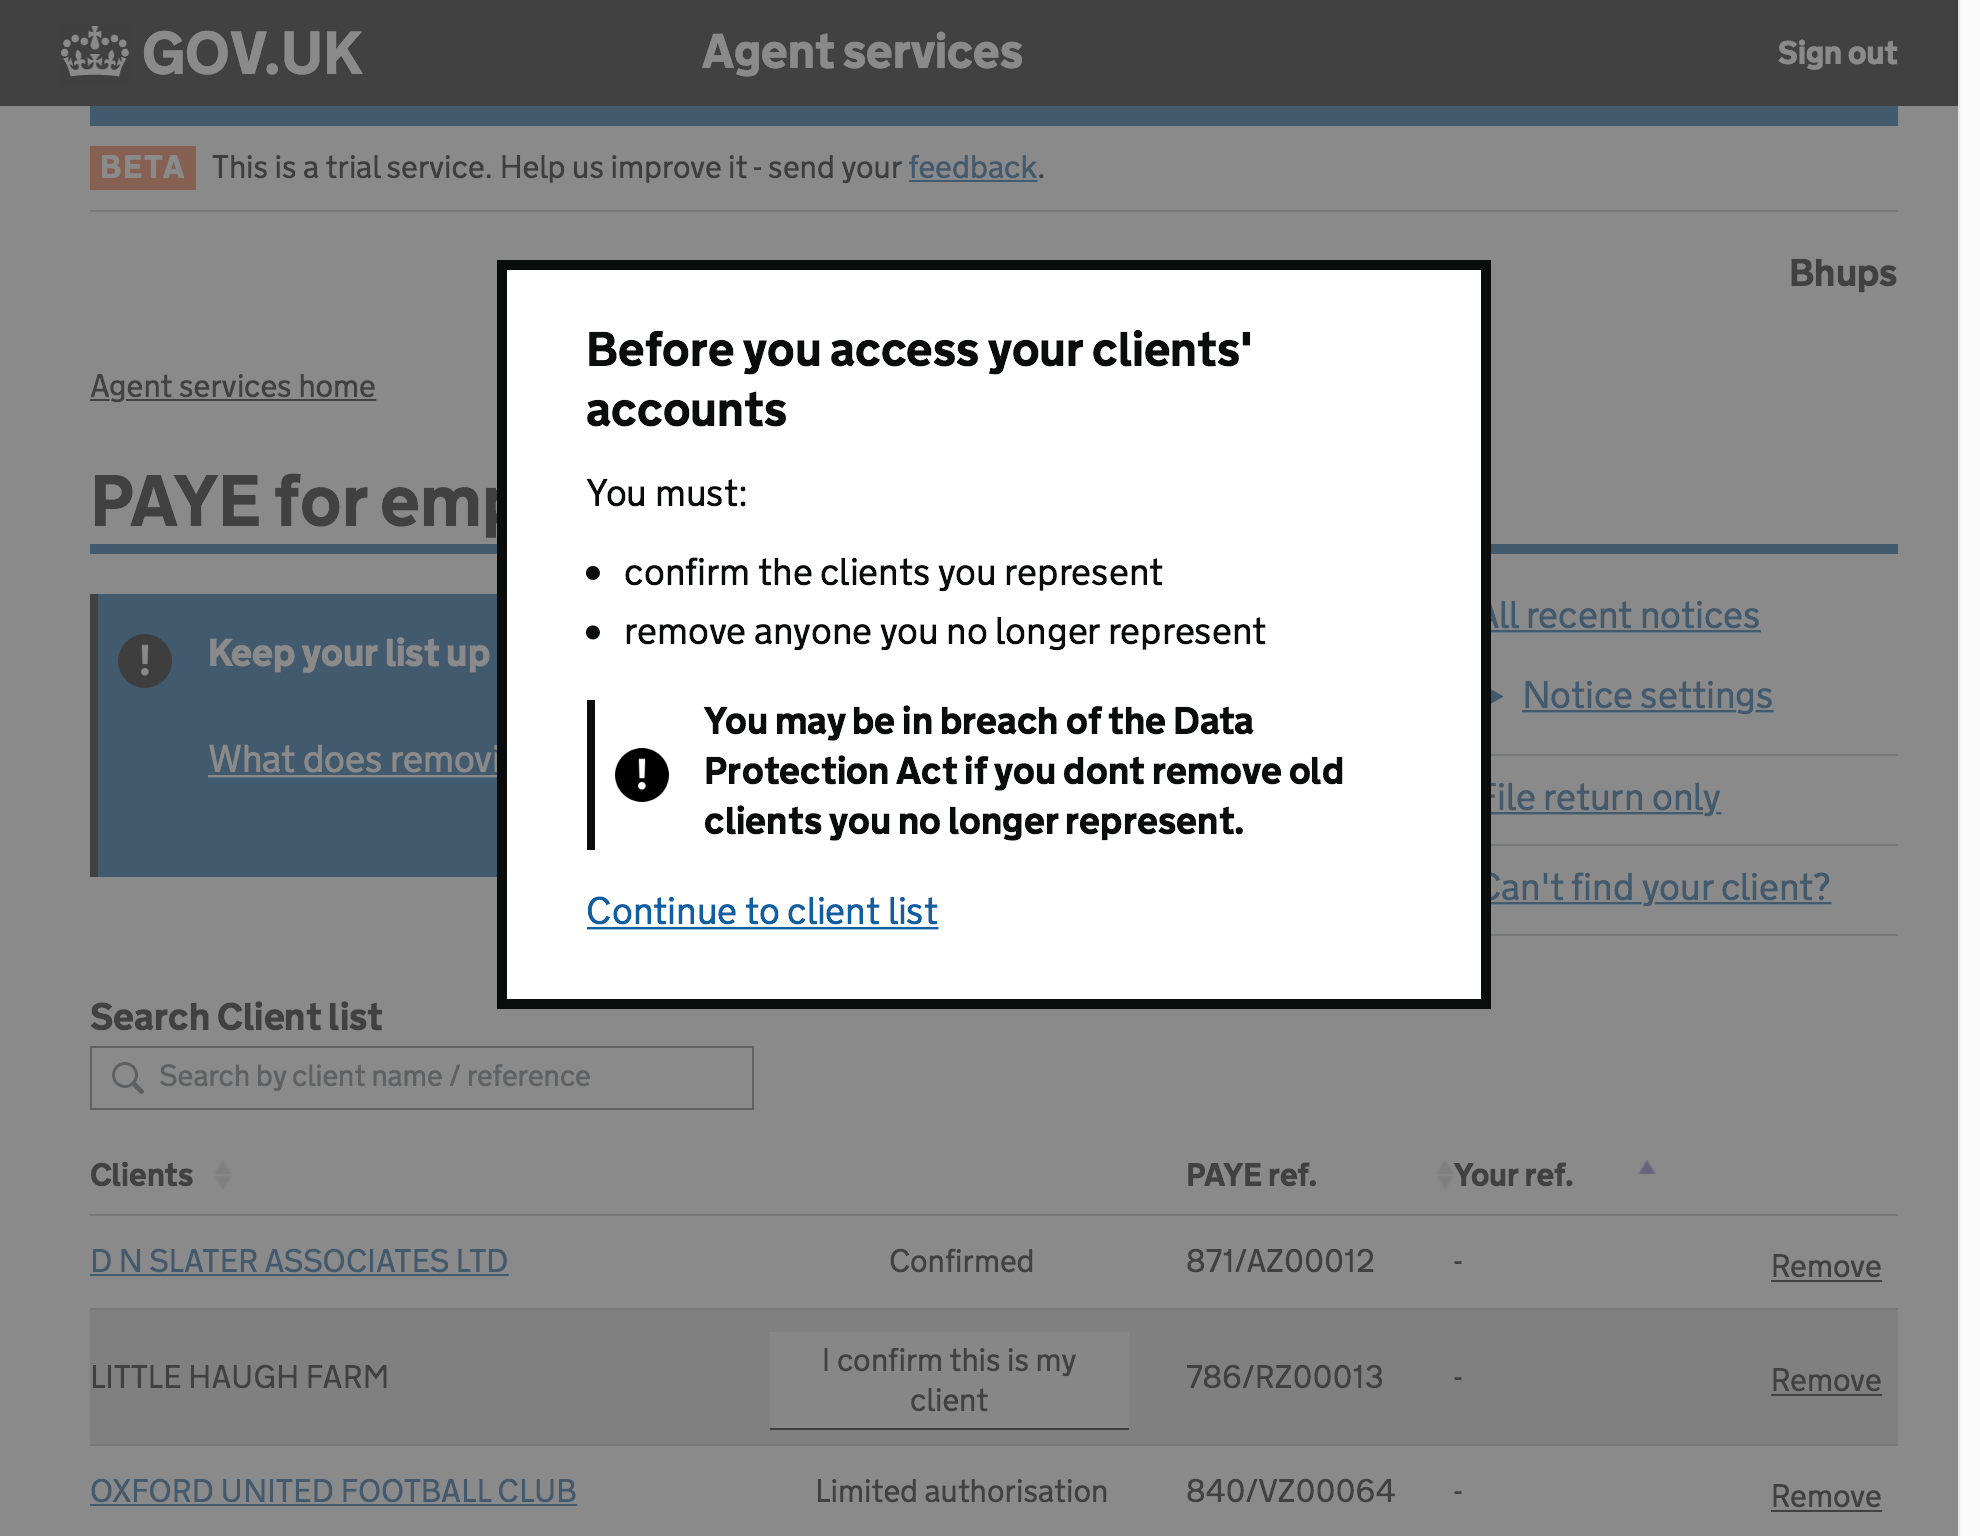 GOV.UK
Agent services
Sign out
BETA This is a trial service. Help us improve it - send your feedback.
Bhups
Agent services home
PAYE for emp
Keep your list up
What does removi
All recent notices
Notice settings
File return only
Can't find your client?
Before you access your clients'
accounts
You must:
• confirm the clients you represent
• remove anyone you no longer represent
! You may be in breach of the Data
Protection Act if you dont remove old
clients you no longer represent.
Continue to client list
Search Client list
Search by client name / reference
Clients PAYE ref. Your ref.
D N SLATER ASSOCIATES LTD Confirmed 871/AZ00012 - Remove
LITTLE HAUGH FARM I confirm this is my
client 786/RZ00013 - Remove
OXFORD UNITED FOOTBALL CLUB Limited authorisation 840/VZ00064 - Remove